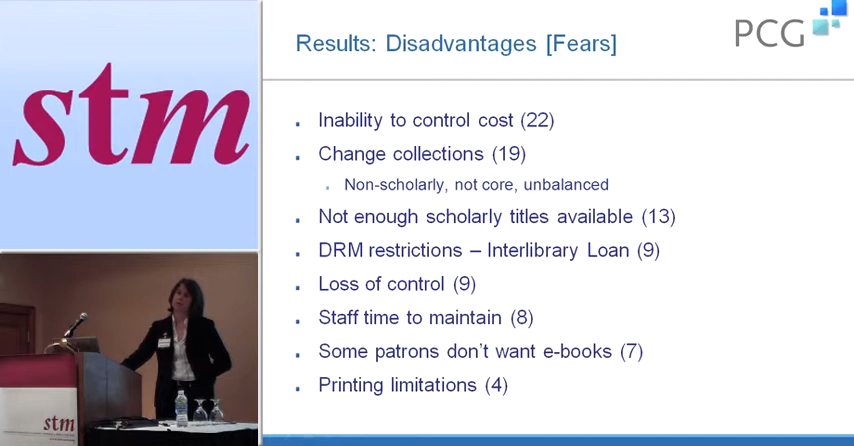 stm
stm
Results: Disadvantages [Fears]
PCG
Inability to control cost (22)
Change collections (19)
Non-scholarly, not core, unbalanced
Not enough scholarly titles available (13)
DRM restrictions – Interlibrary Loan (9)
Loss of control (9)
Staff time to maintain (8)
Some patrons don't want e-books (7)
Printing limitations (4)